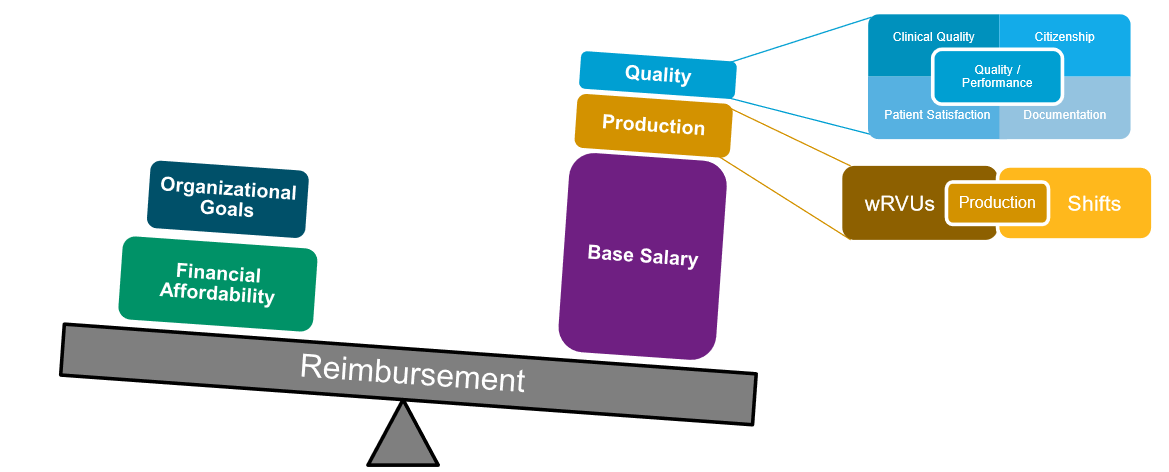 Organizational
Goals
Financial
Affordability
Reimbursement
Quality
Production
Base Salary
Clinical Quality
Citizenship
Quality /
Performance
Patient Satisfaction
Documentation
wRVUs
Production
Shifts